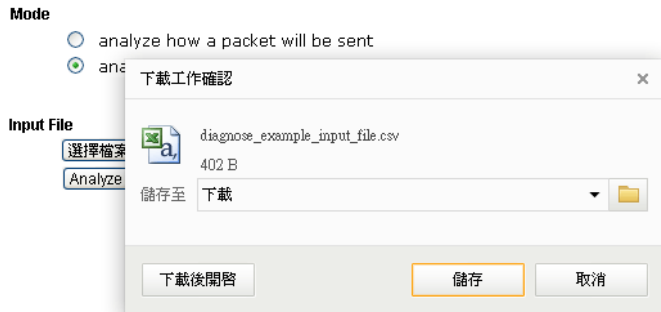 Mode
analyze how a packet will be sent
ana
下載工作確認
Input File
diagnose_example_input_file.csv
選擇檔案
402 B
Analyze
儲存至
下載
下載後開啓
儲存
取消